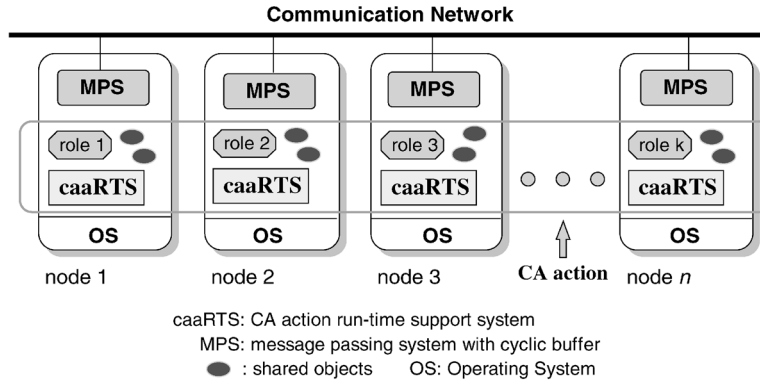 Communication Network
MPS MPS MPS MPS
role 1 role 2 role 3 role k
caaRTS caaRTS caaRTS caaRTS
OS OS OS OS
node 1 node 2 node 3 CA action node n
caaRTS: CA action run-time support system
MPS: message passing system with cyclic buffer
: shared objects OS: Operating System